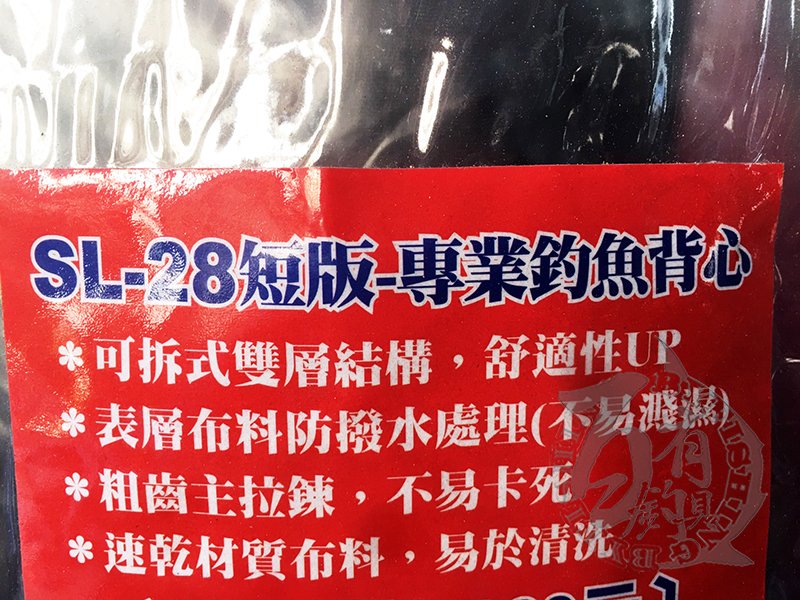 SL-28短版-專業釣魚背心
*可拆式雙層結構，舒適性UP
*表層布料防撥水處理(不易濺濕)
*粗齒主拉鍊，不易卡死
*速乾材質布料，易於清洗